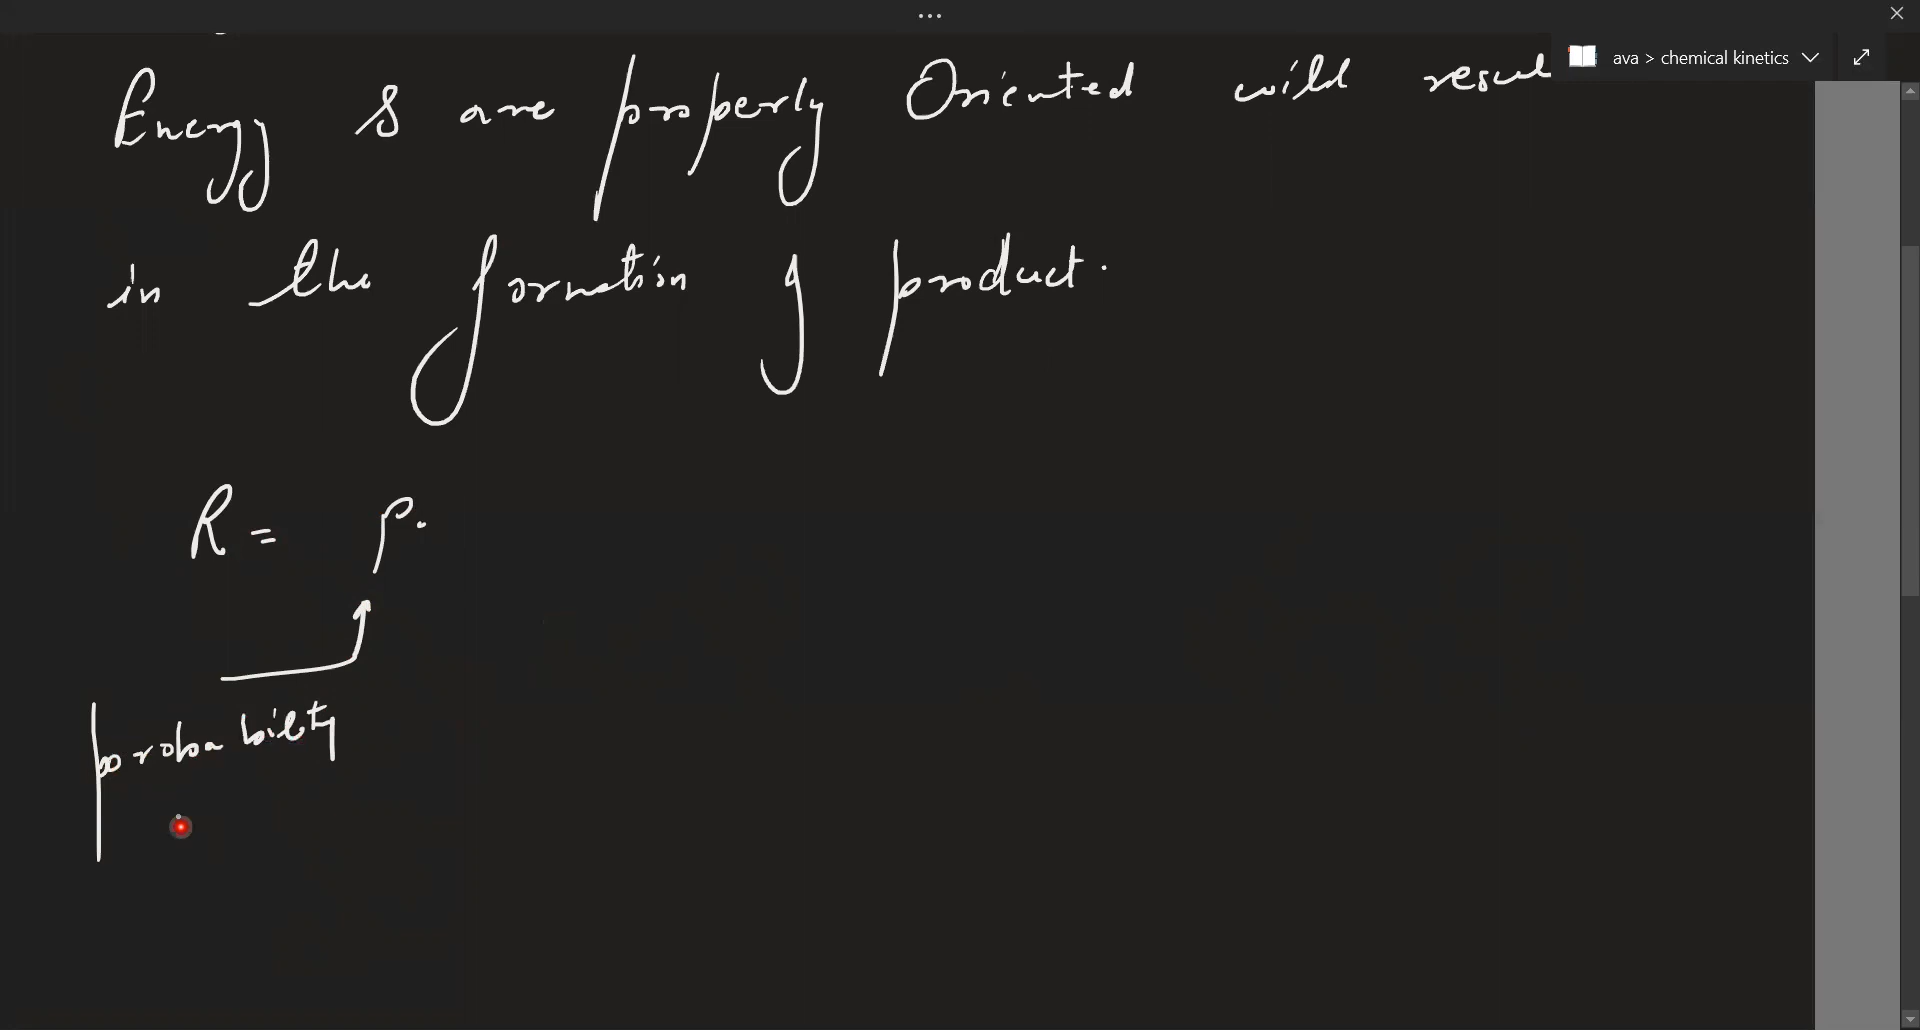 ava > chemical kinetics
Energy & are properly Oriented will resul
in the formation of product.
R = P.
probability